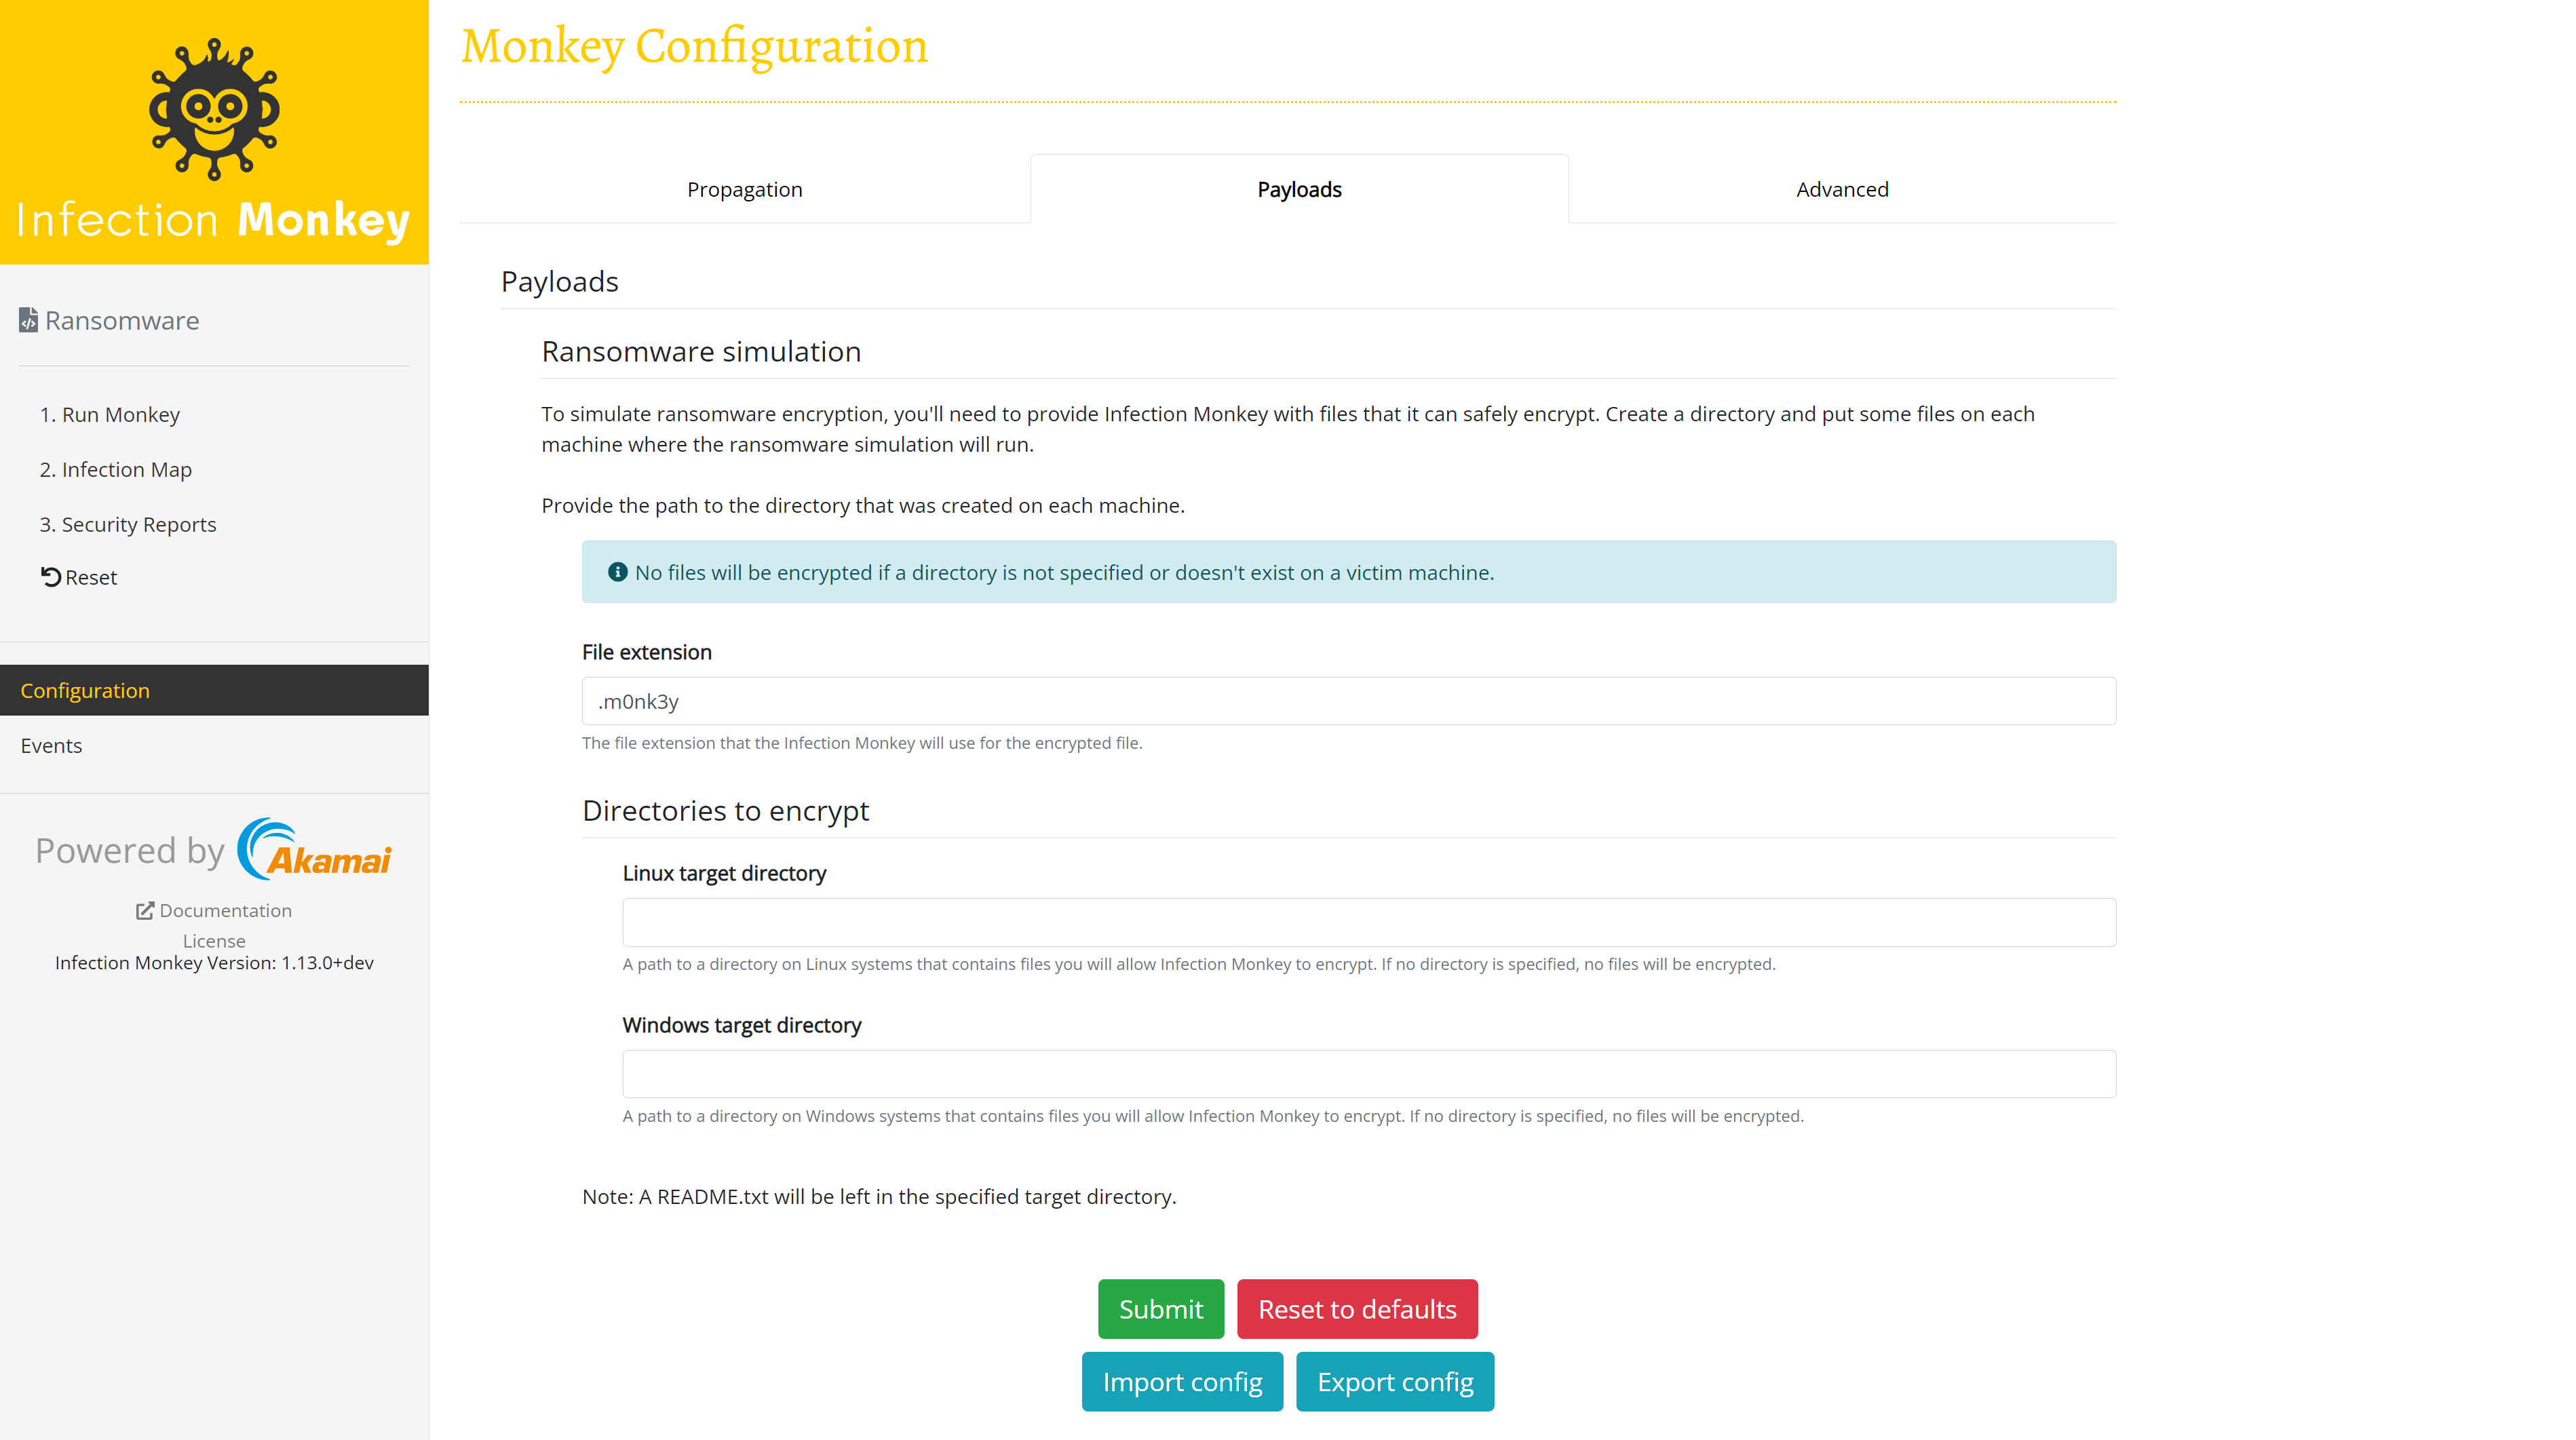 Infection Monkey
Ransomware
1. Run Monkey
2. Infection Map
3. Security Reports
Reset
Configuration
Events
Powered by Akamai
Documentation
License
Infection Monkey Version: 1.13.0+dev
Monkey Configuration
Propagation
Payloads
Advanced
Payloads
Ransomware simulation
To simulate ransomware encryption, you'll need to provide Infection Monkey with files that it can safely encrypt. Create a directory and put some files on each
machine where the ransomware simulation will run.
Provide the path to the directory that was created on each machine.
No files will be encrypted if a directory is not specified or doesn't exist on a victim machine.
File extension
.m0nk3y
The file extension that the Infection Monkey will use for the encrypted file.
Directories to encrypt
Linux target directory
A path to a directory on Linux systems that contains files you will allow Infection Monkey to encrypt. If no directory is specified, no files will be encrypted.
Windows target directory
A path to a directory on Windows systems that contains files you will allow Infection Monkey to encrypt. If no directory is specified, no files will be encrypted.
Note: A README.txt will be left in the specified target directory.
Submit
Reset to defaults
Import config
Export config